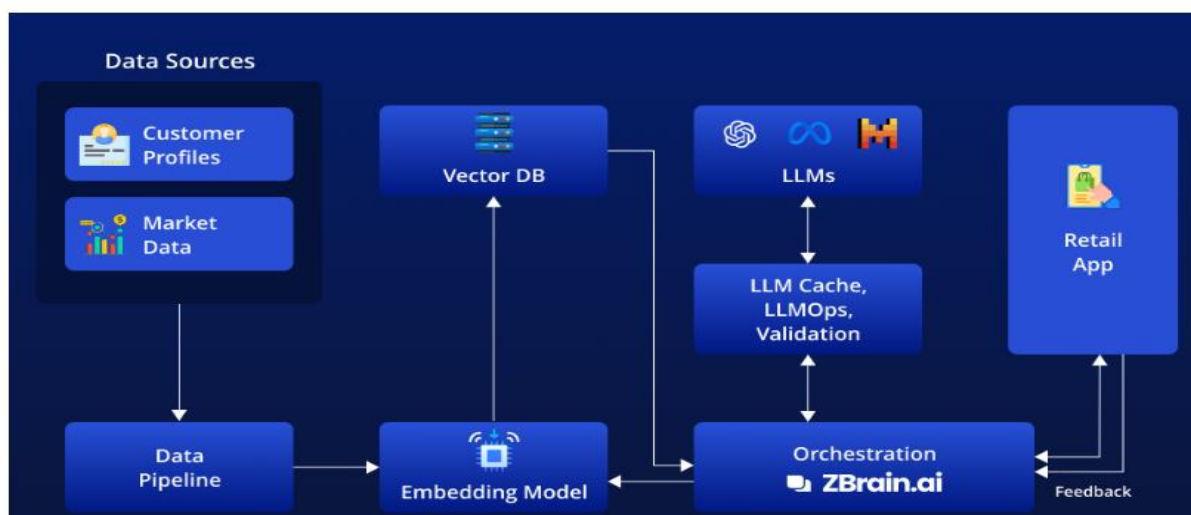 Data Sources
Customer
Profiles
Market
Data
Vector DB
LLMs
Retail
App
LLM Cache,
LLMOps,
Validation
Data
Pipeline
Embedding Model
Orchestration
ZBrain.ai
Feedback